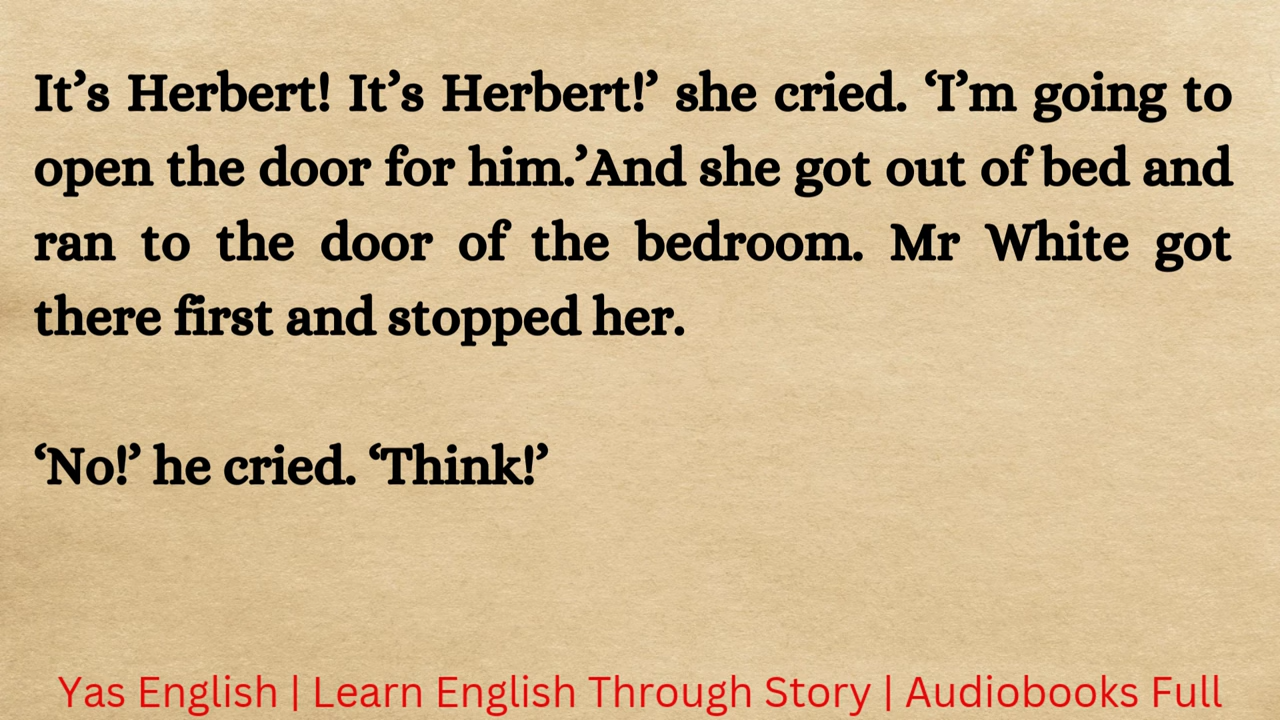 It’s Herbert! It’s Herbert!’ she cried. ‘I’m going to
open the door for him.’And she got out of bed and
ran to the door of the bedroom. Mr White got
there first and stopped her.
‘No!’ he cried. ‘Think!’
Yas English | Learn English Through Story | Audiobooks Full